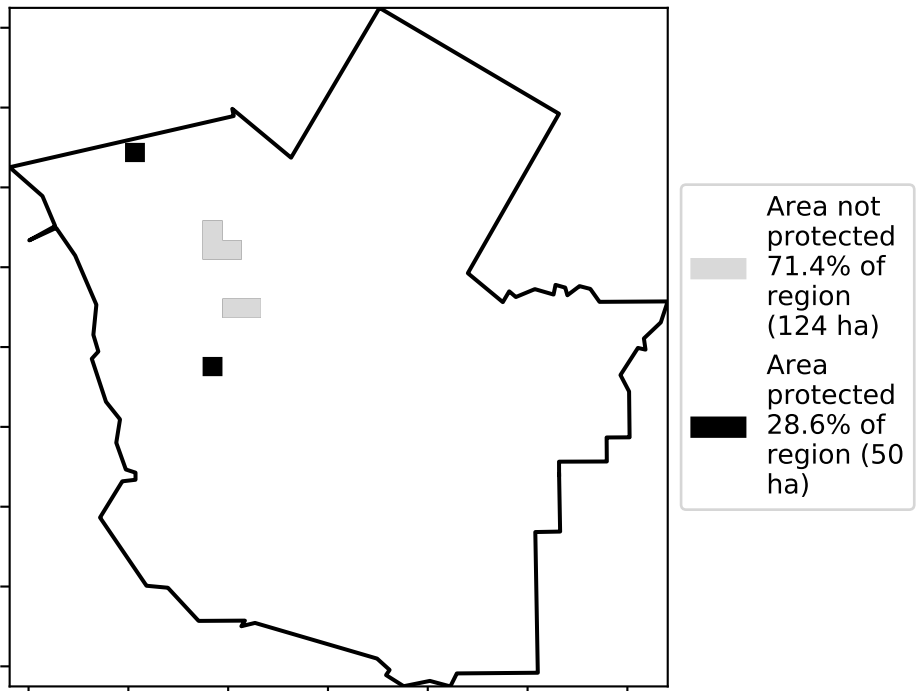 Area not
protected
71.4% of
region
(124 ha)
Area
protected
28.6% of
region (50
ha)